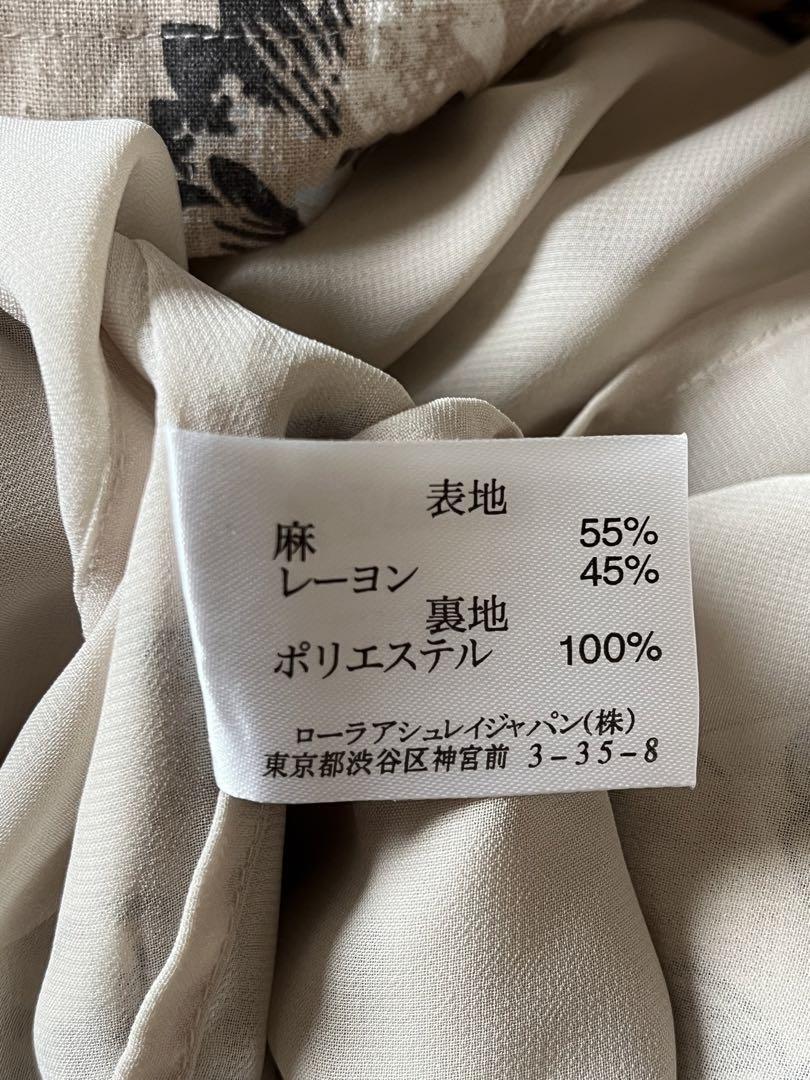 表地
麻 55%
レーヨン 45%
裏地
ポリエステル 100%
ローラアシュレイジャパン(株)
東京都渋谷区神宮前 3-35-8